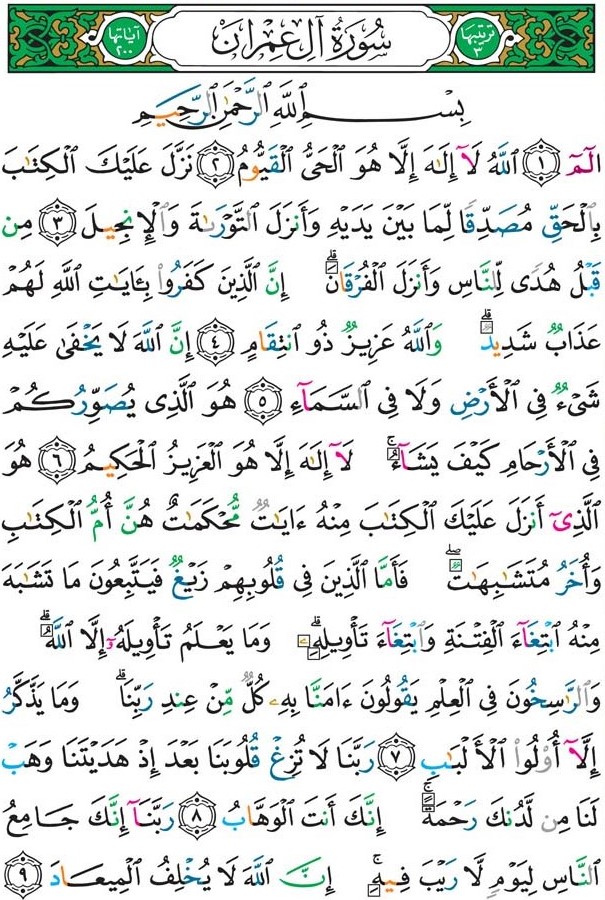 ترتيبها ٣ سُورَةُ آلِ عِمْرَان آياتها ٢٠٠
بِسْمِ ٱللَّهِ ٱلرَّحْمَٰنِ ٱلرَّحِيمِ
الٓمٓ ١ ٱللَّهُ لَآ إِلَٰهَ إِلَّا هُوَ ٱلْحَىُّ ٱلْقَيُّومُ ٢ نَزَّلَ عَلَيْكَ ٱلْكِتَٰبَ
بِٱلْحَقِّ مُصَدِّقًا لِّمَا بَيْنَ يَدَيْهِ وَأَنزَلَ ٱلتَّوْرَىٰةَ وَٱلْإِنجِيلَ ٣ مِن
قَبْلُ هُدًى لِّلنَّاسِ وَأَنزَلَ ٱلْفُرْقَانَ ۗ إِنَّ ٱلَّذِينَ كَفَرُوا۟ بِـَٔايَٰتِ ٱللَّهِ لَهُمْ
عَذَابٌ شَدِيدٌ ۗ وَٱللَّهُ عَزِيزٌ ذُو ٱنتِقَامٍ ٤ إِنَّ ٱللَّهَ لَا يَخْفَىٰ عَلَيْهِ
شَىْءٌ فِى ٱلْأَرْضِ وَلَا فِى ٱلسَّمَآءِ ٥ هُوَ ٱلَّذِى يُصَوِّرُكُمْ
فِى ٱلْأَرْحَامِ كَيْفَ يَشَآءُ ۚ لَآ إِلَٰهَ إِلَّا هُوَ ٱلْعَزِيزُ ٱلْحَكِيمُ ٦ هُوَ
ٱلَّذِىٓ أَنزَلَ عَلَيْكَ ٱلْكِتَٰبَ مِنْهُ ءَايَٰتٌ مُّحْكَمَٰتٌ هُنَّ أُمُّ ٱلْكِتَٰبِ
وَأُخَرُ مُتَشَٰبِهَٰتٌ ۖ فَأَمَّا ٱلَّذِينَ فِى قُلُوبِهِمْ زَيْغٌ فَيَتَّبِعُونَ مَا تَشَٰبَهَ
مِنْهُ ٱبْتِغَآءَ ٱلْفِتْنَةِ وَٱبْتِغَآءَ تَأْوِيلِهِۦ ۗ وَمَا يَعْلَمُ تَأْوِيلَهُۥٓ إِلَّا ٱللَّهُ ۗ
وَٱلرَّٰسِخُونَ فِى ٱلْعِلْمِ يَقُولُونَ ءَامَنَّا بِهِۦ كُلٌّ مِّنْ عِندِ رَبِّنَا ۗ وَمَا يَذَّكَّرُ
إِلَّآ أُو۟لُوا۟ ٱلْأَلْبَٰبِ ٧ رَبَّنَا لَا تُزِغْ قُلُوبَنَا بَعْدَ إِذْ هَدَيْتَنَا وَهَبْ
لَنَا مِن لَّدُنكَ رَحْمَةً ۚ إِنَّكَ أَنتَ ٱلْوَهَّابُ ٨ رَبَّنَآ إِنَّكَ جَامِعُ
ٱلنَّاسِ لِيَوْمٍ لَّا رَيْبَ فِيهِ ۚ إِنَّ ٱللَّهَ لَا يُخْلِفُ ٱلْمِيعَادَ ٩